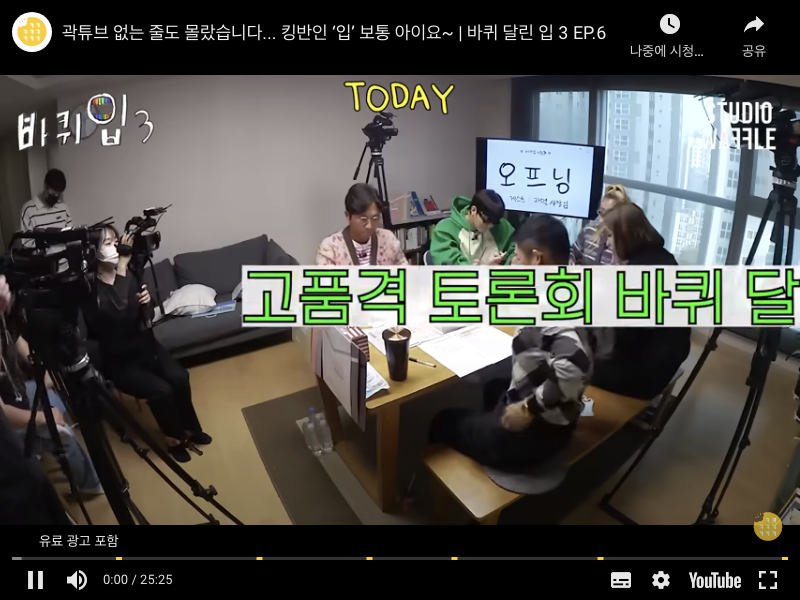 곽튜브 없는 줄도 몰랐습니다... 킹반인 ‘입’ 보통 아이요~ | 바퀴 달린 입 3 EP.6
나중에 시청...
공유
TODAY
바퀴입3
STUDIO
WAFFLE
오프닝
고품격 토론회 바퀴 달
유료 광고 포함
0:00 / 25:25
YouTube